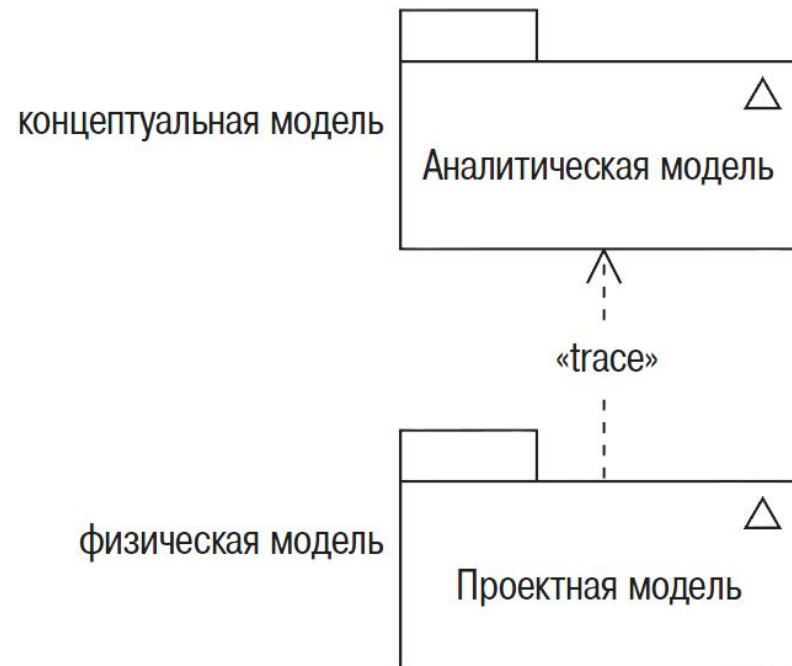 концептуальная модель
Аналитическая модель
«trace»
физическая модель
Проектная модель